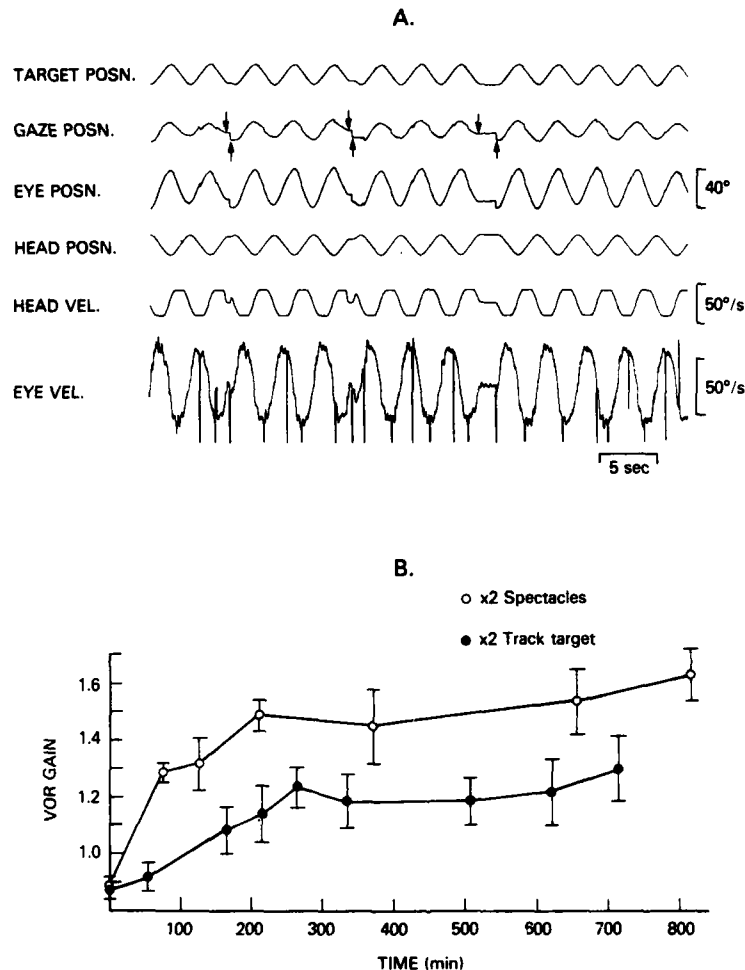 A.
TARGET POSN.
GAZE POSN.
EYE POSN.
40°
HEAD POSN.
HEAD VEL.
50°/s
EYE VEL.
50°/s
5 sec
B.
x2 Spectacles
x2 Track target
VOR GAIN
1.6
1.4
1.2
1.0
100 200 300 400 500 600 700 800
TIME (min)